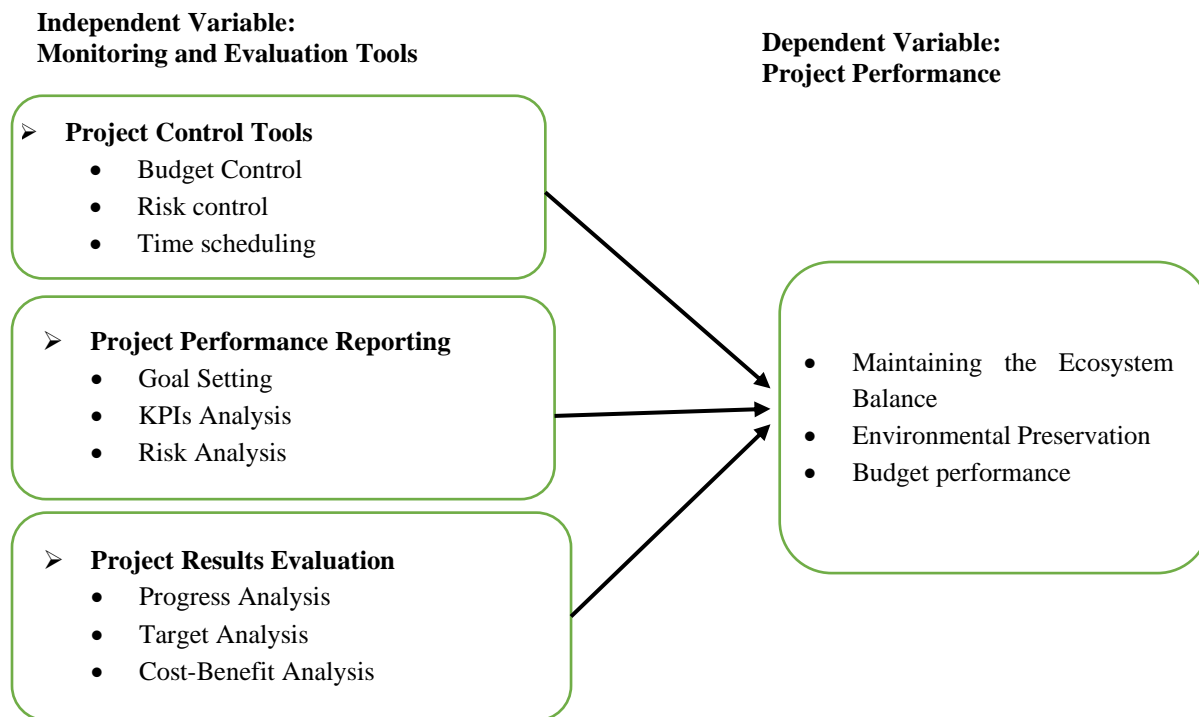 Independent Variable:
Monitoring and Evaluation Tools
Dependent Variable:
Project Performance
➢ Project Control Tools
• Budget Control
• Risk control
• Time scheduling
➢ Project Performance Reporting
• Goal Setting
• KPIs Analysis
• Risk Analysis
➢ Project Results Evaluation
• Progress Analysis
• Target Analysis
• Cost-Benefit Analysis
• Maintaining the Ecosystem
Balance
• Environmental Preservation
• Budget performance